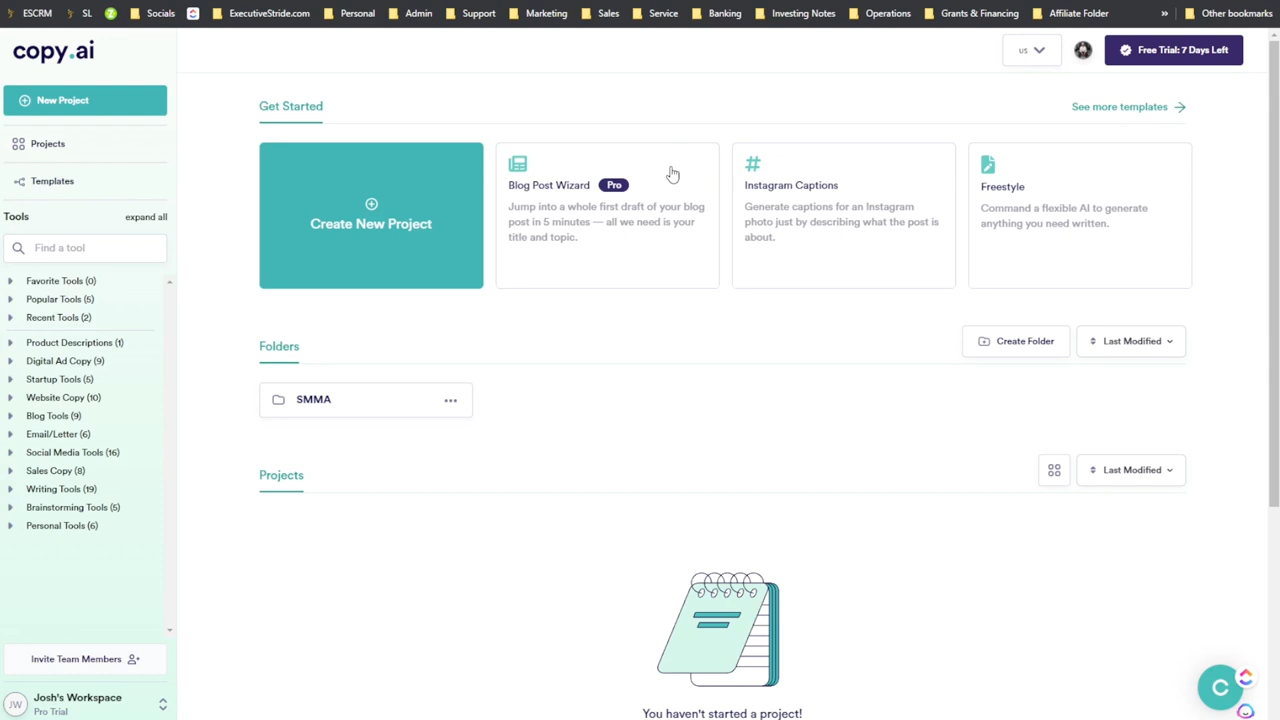 ESCRM
SL
Socials
ExecutiveStride.com
Personal
Admin
Support
Marketing
Sales
Service
Banking
Investing Notes
Operations
Grants & Financing
Affiliate Folder
»
Other bookmarks
copy.ai
US
Free Trial: 7 Days Left
New Project
Projects
Templates
Tools
expand all
Find a tool
Favorite Tools (0)
Popular Tools (5)
Recent Tools (2)
Product Descriptions (1)
Digital Ad Copy (9)
Startup Tools (5)
Website Copy (10)
Blog Tools (9)
Email/Letter (6)
Social Media Tools (16)
Sales Copy (8)
Writing Tools (19)
Brainstorming Tools (5)
Personal Tools (6)
Invite Team Members
JW
Josh's Workspace
Pro Trial
Get Started
See more templates
Create New Project
Blog Post Wizard Pro
Jump into a whole first draft of your blog
post in 5 minutes — all we need is your
title and topic.
Instagram Captions
Generate captions for an Instagram
photo just by describing what the post is
about.
Freestyle
Command a flexible AI to generate
anything you need written.
Folders
Create Folder
Last Modified
SMMA
Projects
Last Modified
You haven't started a project!
C